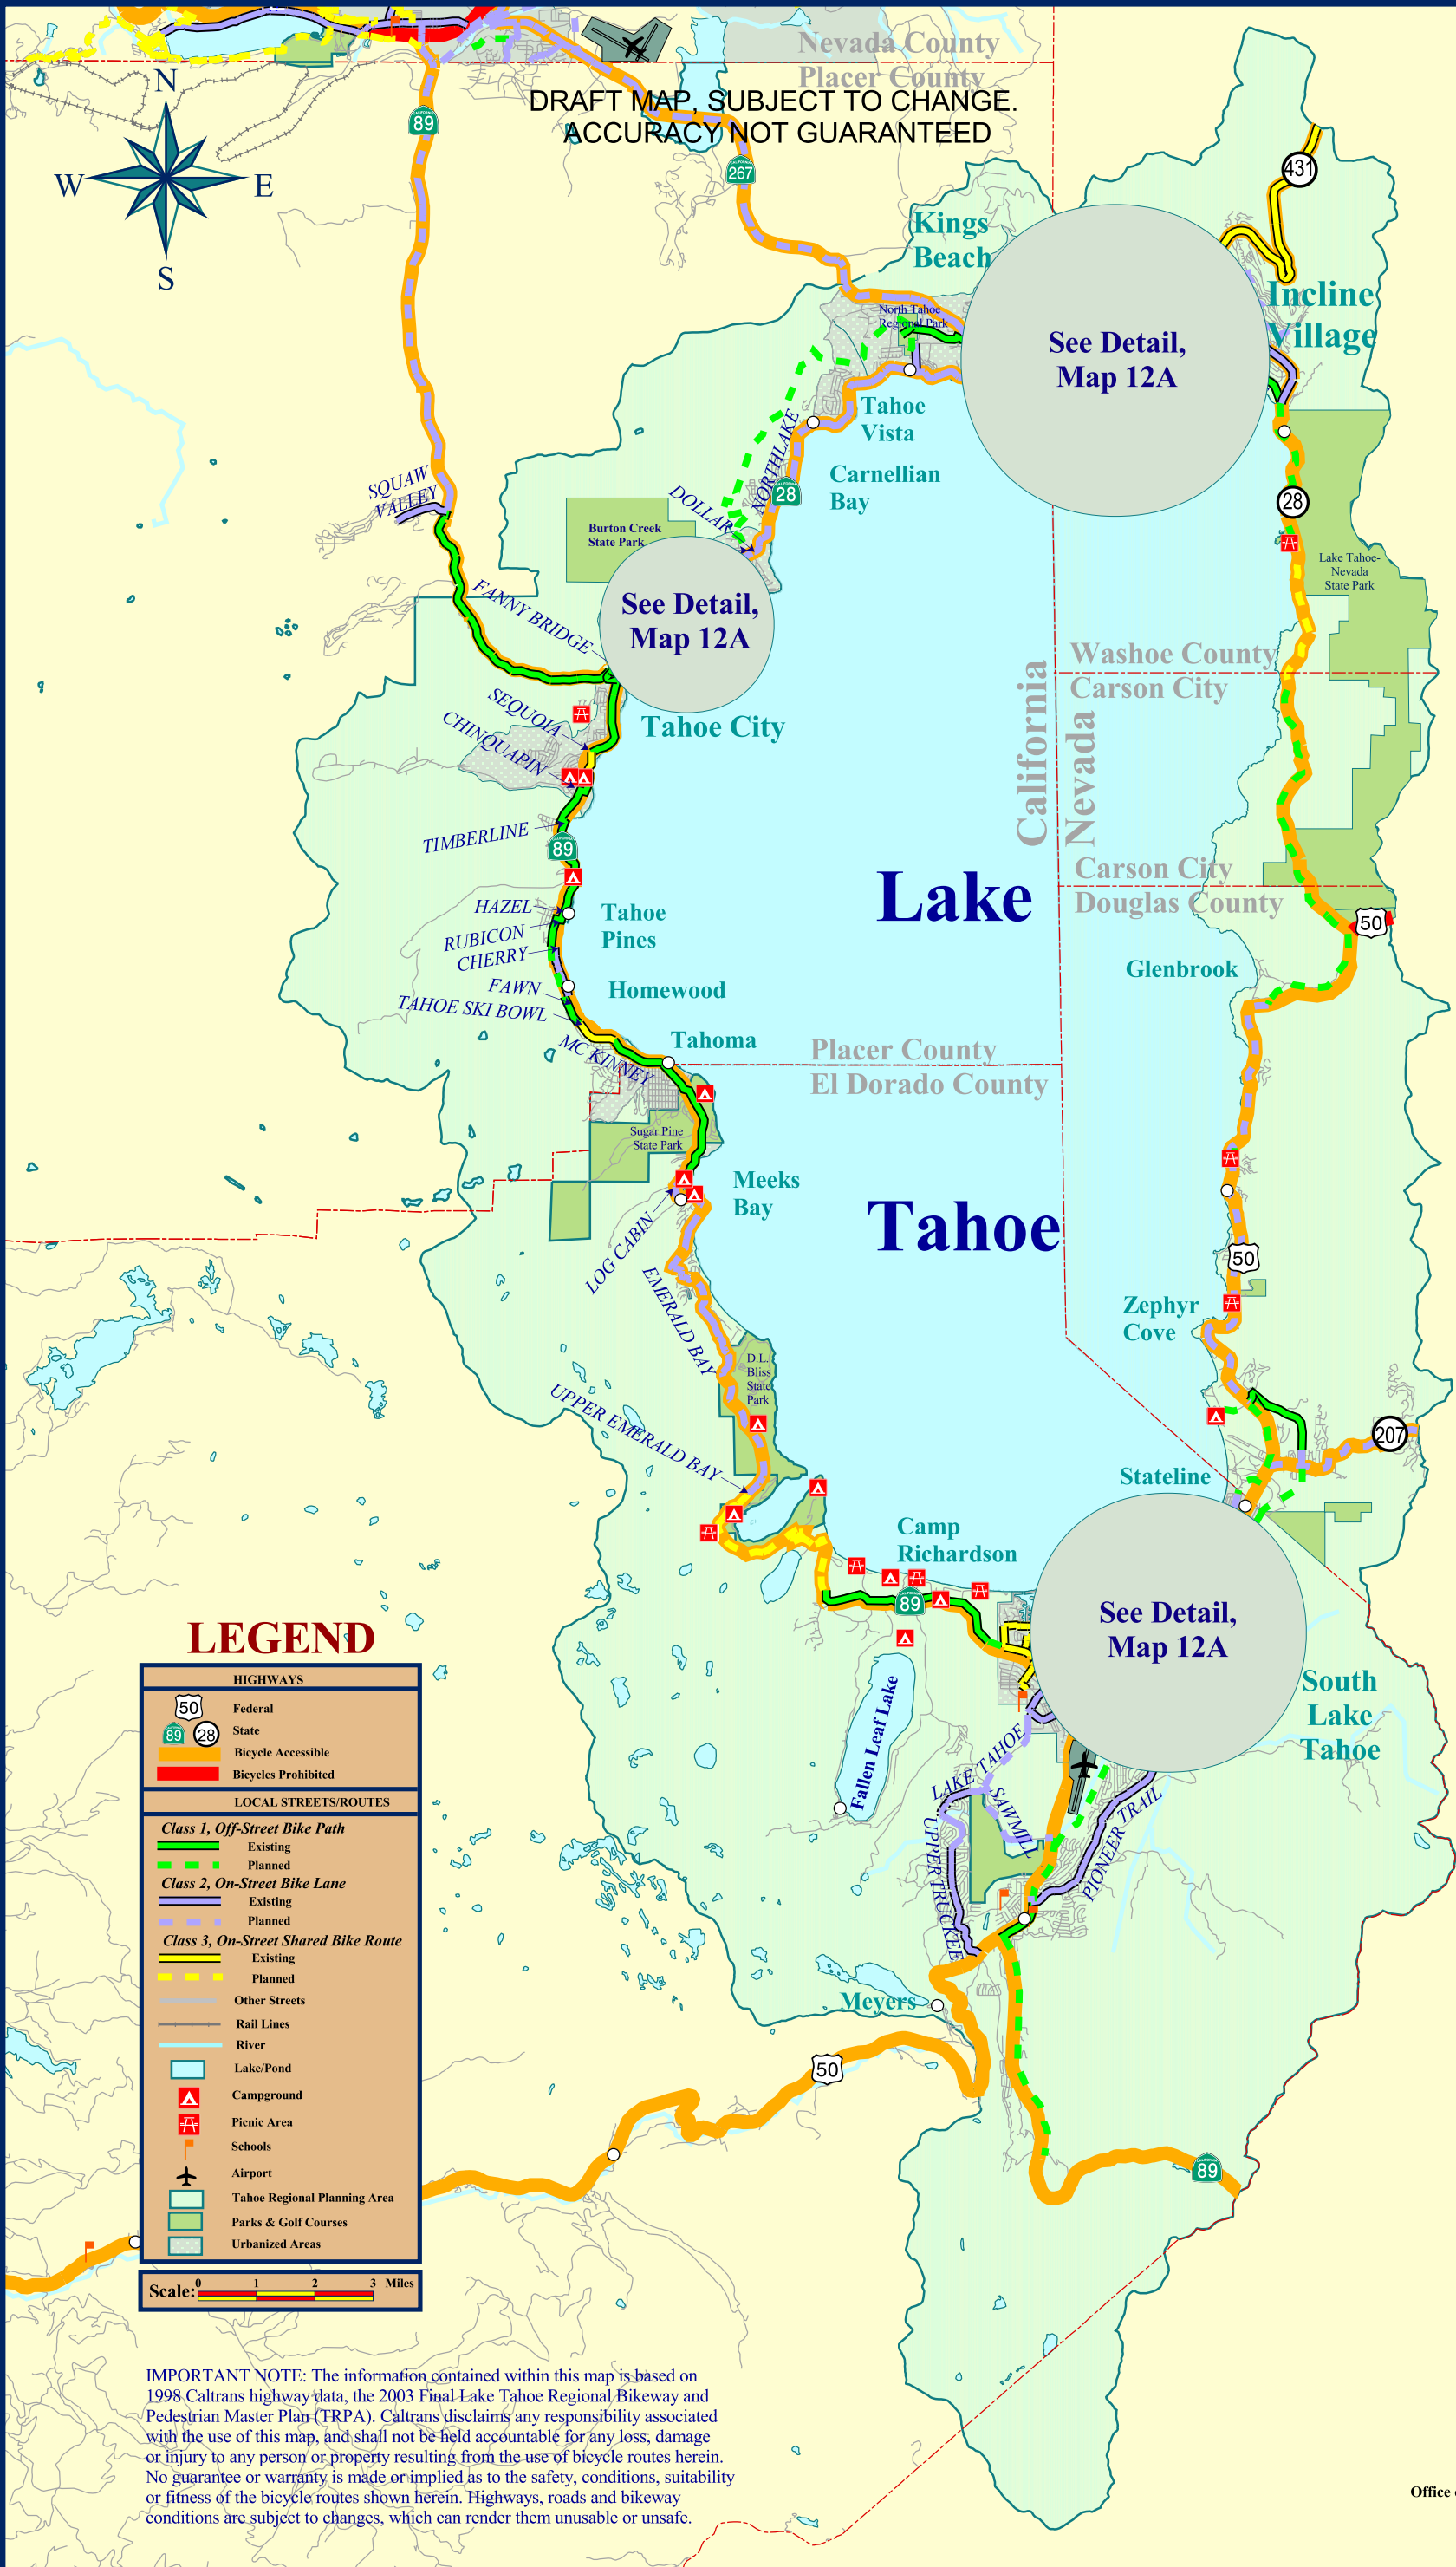 Nevada County
Placer County
DRAFT MAP, SUBJECT TO CHANGE.
ACCURACY NOT GUARANTEED
N
W
E
S
89
267
431
Kings
Beach
Incline
Village
See Detail,
Map 12A
North Tahoe
Regional Park
Tahoe
Vista
NORTHLAKE
28
Carnellian
Bay
DOLLAR
SQUAW
VALLEY
28
Burton Creek
State Park
Lake Tahoe-
Nevada
State Park
FANNY BRIDGE
See Detail,
Map 12A
Washoe County
Carson City
California
Nevada
SEQUOIA
CHINQUAPIN
Tahoe City
TIMBERLINE
89
Carson City
Douglas County
Lake
50
HAZEL
RUBICON
CHERRY
Tahoe
Pines
FAWN
TAHOE SKI BOWL
Homewood
Glenbrook
MC KINNEY
Tahoma
Placer County
El Dorado County
Sugar Pine
State Park
Meeks
Bay
Tahoe
LOG CABIN
EMERALD BAY
50
Zephyr
Cove
D.L.
Bliss
State
Park
UPPER EMERALD BAY
207
Stateline
Camp
Richardson
89
See Detail,
Map 12A
South
Lake
Tahoe
Fallen Leaf Lake
LAKE TAHOE
SAWMILL
UPPER TRUCKEE
PIONEER TRAIL
Meyers
50
89
LEGEND
HIGHWAYS
50
Federal
89
28
State
Bicycle Accessible
Bicycles Prohibited
LOCAL STREETS/ROUTES
Class 1, Off-Street Bike Path
Existing
Planned
Class 2, On-Street Bike Lane
Existing
Planned
Class 3, On-Street Shared Bike Route
Existing
Planned
Other Streets
Rail Lines
River
Lake/Pond
Campground
Picnic Area
Schools
Airport
Tahoe Regional Planning Area
Parks & Golf Courses
Urbanized Areas
Scale: 0 1 2 3 Miles
IMPORTANT NOTE: The information contained within this map is based on
1998 Caltrans highway data, the 2003 Final Lake Tahoe Regional Bikeway and
Pedestrian Master Plan (TRPA). Caltrans disclaims any responsibility associated
with the use of this map, and shall not be held accountable for any loss, damage
or injury to any person or property resulting from the use of bicycle routes herein.
No guarantee or warranty is made or implied as to the safety, conditions, suitability
or fitness of the bicycle routes shown herein. Highways, roads and bikeway
conditions are subject to changes, which can render them unusable or unsafe.
Office